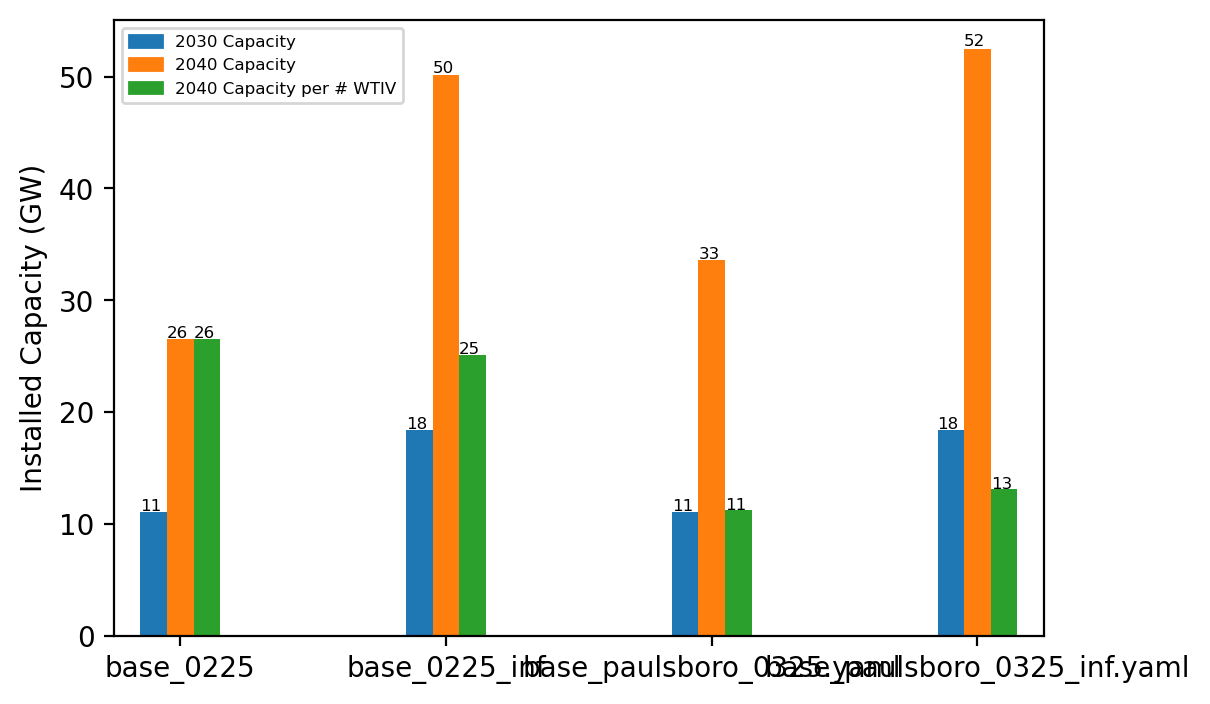 2030 Capacity
2040 Capacity
2040 Capacity per # WTIV
Installed Capacity (GW)
50
40
30
20
10
0
11
26
26
18
50
25
11
33
11
18
52
13
base_0225
base_0225_inf
base_paulsboro_0325.yaml
base_paulsboro_0325_inf.yaml